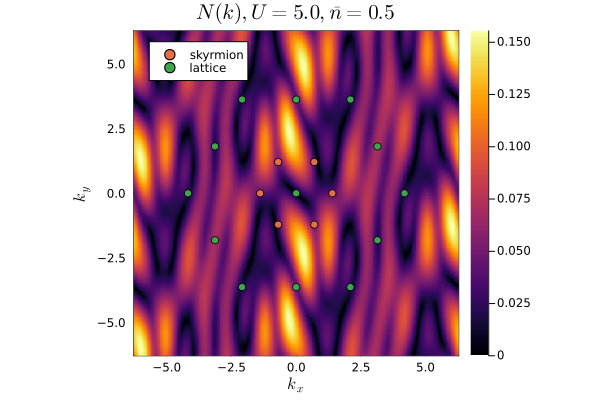 N(k), U = 5.0, n̄ = 0.5
skyrmion
lattice
5.0
2.5
0.0
−2.5
−5.0
k_y
−5.0 −2.5 0.0 2.5 5.0
k_x
0.150
0.125
0.100
0.075
0.050
0.025
0